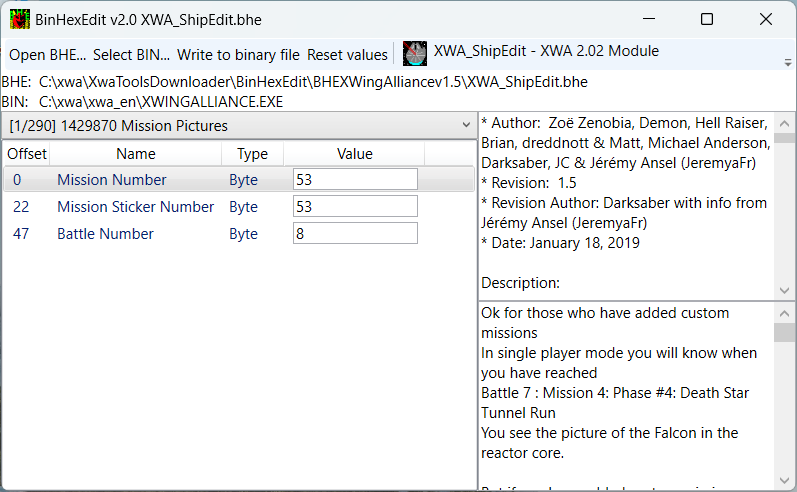 BinHexEdit v2.0 XWA_ShipEdit.bhe
Open BHE... Select BIN... Write to binary file Reset values XWA_ShipEdit - XWA 2.02 Module
BHE: C:\xwa\XwaToolsDownloader\BinHexEdit\BHEXWingAlliancev1.5\XWA_ShipEdit.bhe
BIN: C:\xwa\xwa_en\XWINGALLIANCE.EXE
[1/290] 1429870 Mission Pictures
Offset Name Type Value
0 Mission Number Byte 53
22 Mission Sticker Number Byte 53
47 Battle Number Byte 8
* Author: Zoë Zenobia, Demon, Hell Raiser,
Brian, dreddnott & Matt, Michael Anderson,
Darksaber, JC & Jérémy Ansel (JeremyaFr)
* Revision: 1.5
* Revision Author: Darksaber with info from
Jérémy Ansel (JeremyaFr)
* Date: January 18, 2019
Description:
Ok for those who have added custom
missions
In single player mode you will know when
you have reached
Battle 7 : Mission 4: Phase #4: Death Star
Tunnel Run
You see the picture of the Falcon in the
reactor core.